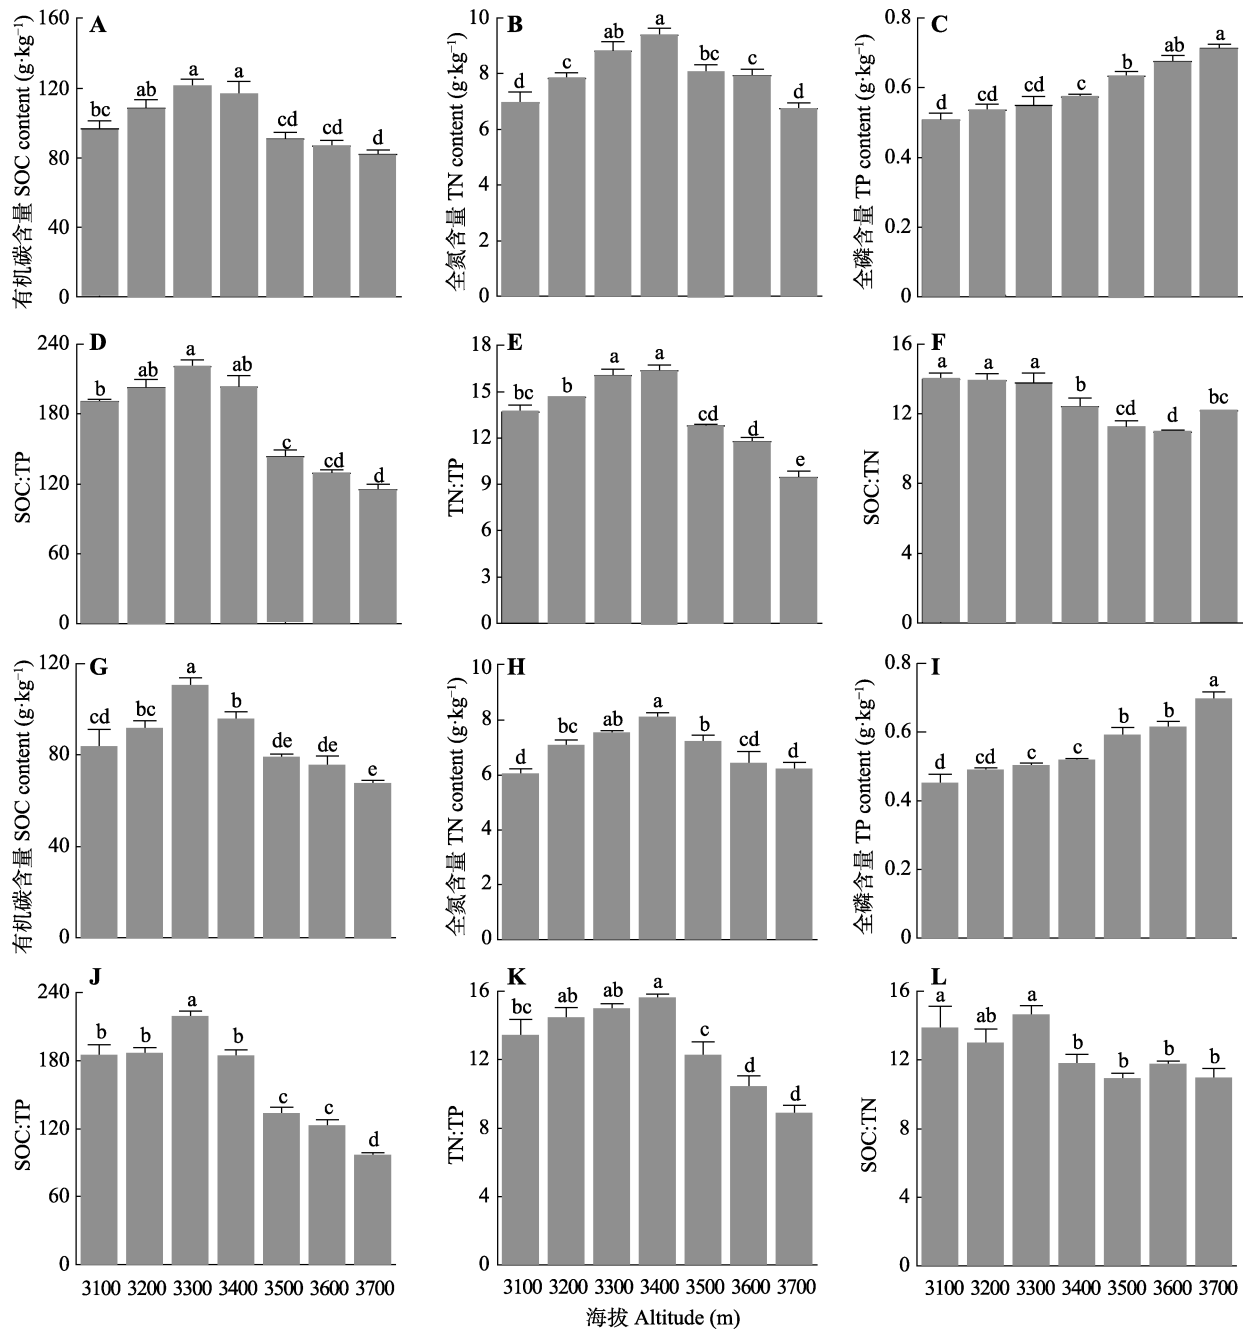 A
有机碳含量 SOC content (g·kg⁻¹)
160
120
80
40
0
bc ab a a cd cd d
B
全氮含量 TN content (g·kg⁻¹)
10
8
6
4
2
0
d c ab a bc c d
C
全磷含量 TP content (g·kg⁻¹)
0.8
0.6
0.4
0.2
0
d cd cd c b ab a
D
SOC:TP
240
180
120
60
0
b ab a ab c cd d
E
TN:TP
18
15
12
9
6
3
0
bc b a a cd d e
F
SOC:TN
16
12
8
4
0
a a a b cd d bc
G
有机碳含量 SOC content (g·kg⁻¹)
120
80
40
0
cd bc a b de de e
H
全氮含量 TN content (g·kg⁻¹)
10
8
6
4
2
0
d bc ab a b cd d
I
全磷含量 TP content (g·kg⁻¹)
0.8
0.6
0.4
0.2
0
d cd c c b b a
J
SOC:TP
240
180
120
60
0
b b a b c c d
3100 3200 3300 3400 3500 3600 3700
K
TN:TP
16
12
8
4
0
bc ab ab a c d d
3100 3200 3300 3400 3500 3600 3700
L
SOC:TN
16
12
8
4
0
a ab a b b b b
3100 3200 3300 3400 3500 3600 3700
海拔 Altitude (m)